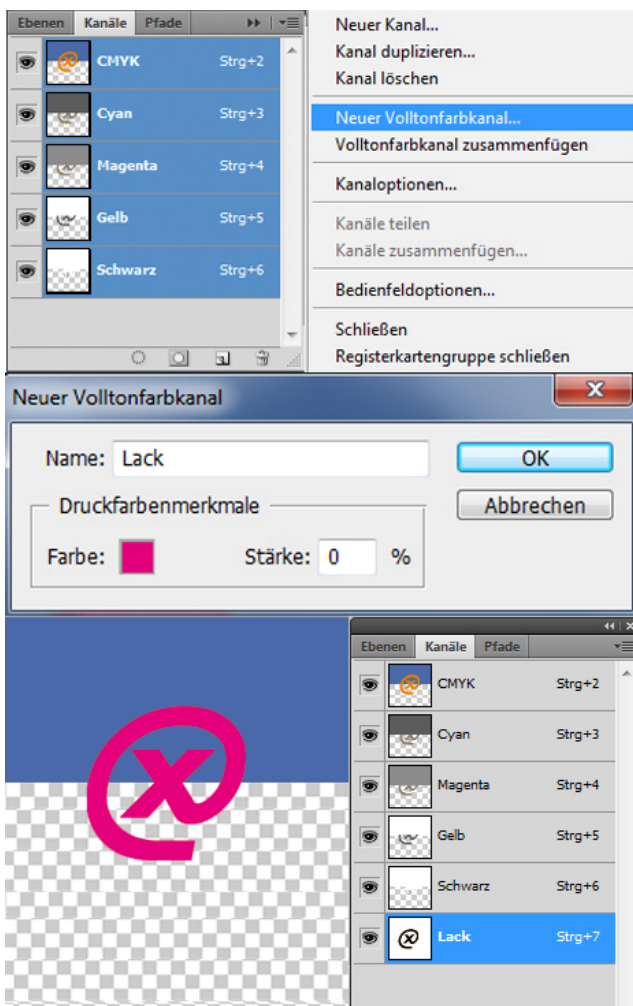 Ebenen Kanäle Pfade
CMYK Strg+2
Cyan Strg+3
Magenta Strg+4
Gelb Strg+5
Schwarz Strg+6
Neuer Kanal...
Kanal duplizieren...
Kanal löschen
Neuer Volltonfarbkanal...
Volltonfarbkanal zusammenfügen
Kanaloptionen...
Kanäle teilen
Kanäle zusammenfügen...
Bedienfeldoptionen...
Schließen
Registerkartengruppe schließen
Neuer Volltonfarbkanal
Name: Lack
OK
Druckfarbenmerkmale
Abbrechen
Farbe: Stärke: 0 %
Ebenen Kanäle Pfade
CMYK Strg+2
Cyan Strg+3
Magenta Strg+4
Gelb Strg+5
Schwarz Strg+6
Lack Strg+7
x